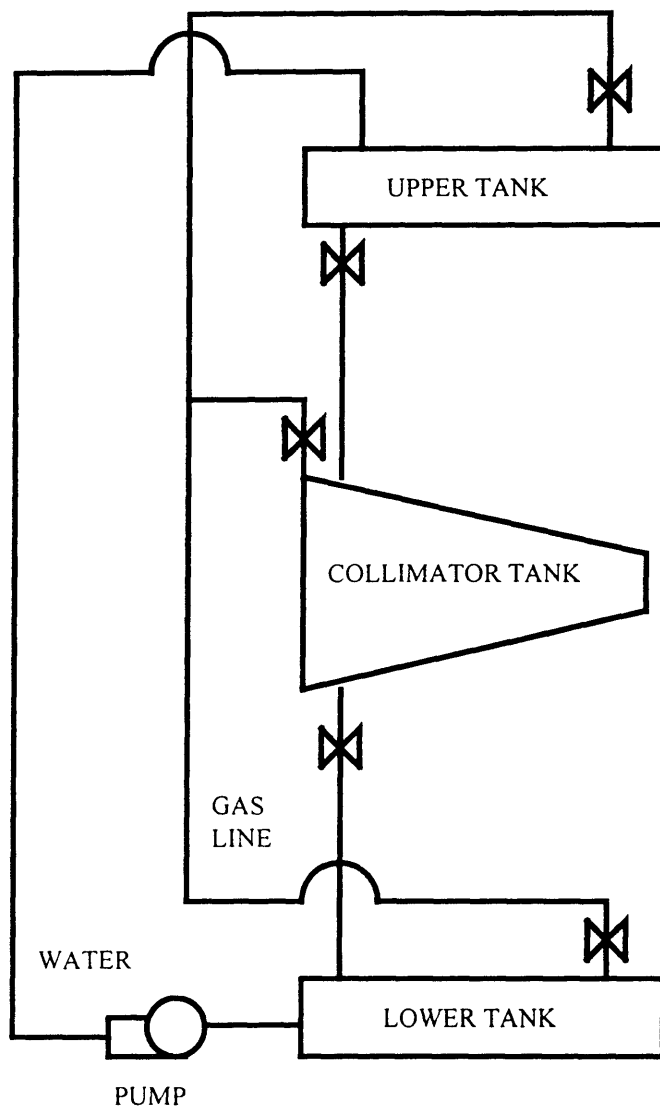 UPPER TANK
COLLIMATOR TANK
GAS
LINE
WATER
LOWER TANK
PUMP